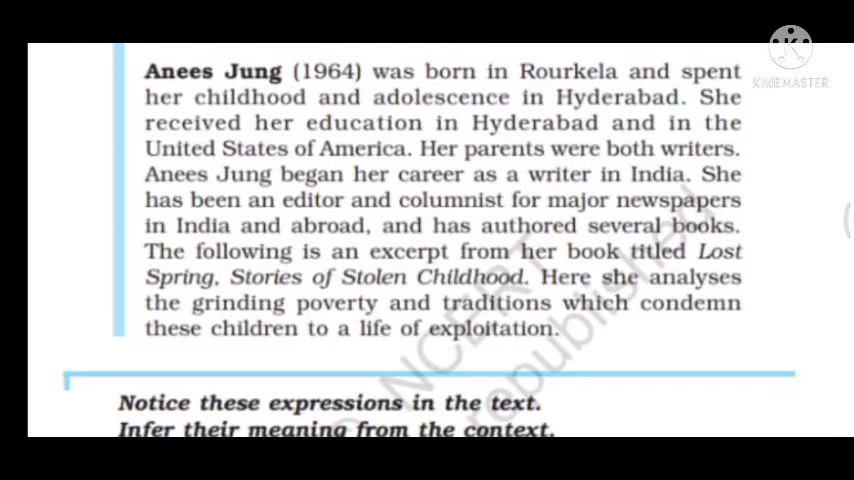 K
KINEMASTER
Anees Jung (1964) was born in Rourkela and spent
her childhood and adolescence in Hyderabad. She
received her education in Hyderabad and in the
United States of America. Her parents were both writers.
Anees Jung began her career as a writer in India. She
has been an editor and columnist for major newspapers
in India and abroad, and has authored several books.
The following is an excerpt from her book titled Lost
Spring, Stories of Stolen Childhood. Here she analyses
the grinding poverty and traditions which condemn
these children to a life of exploitation.
© NCERT
republished
Notice these expressions in the text.
Infer their meaning from the context.